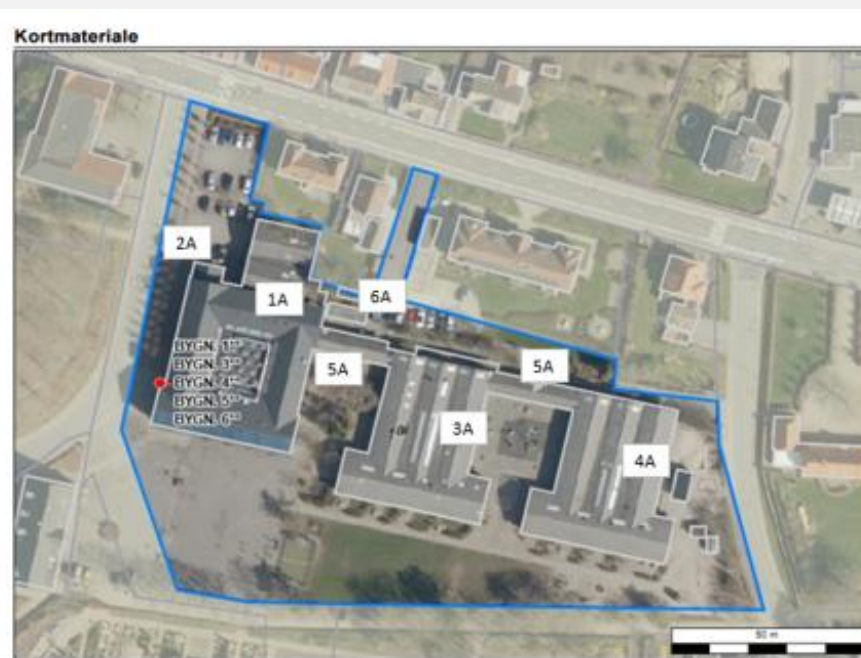 Kortmateriale
2A
1A
6A
BYGN. 1**
BYGN. 3**
BYGN. 4**
BYGN. 5**
BYGN. 6**
5A
5A
3A
4A
50 m